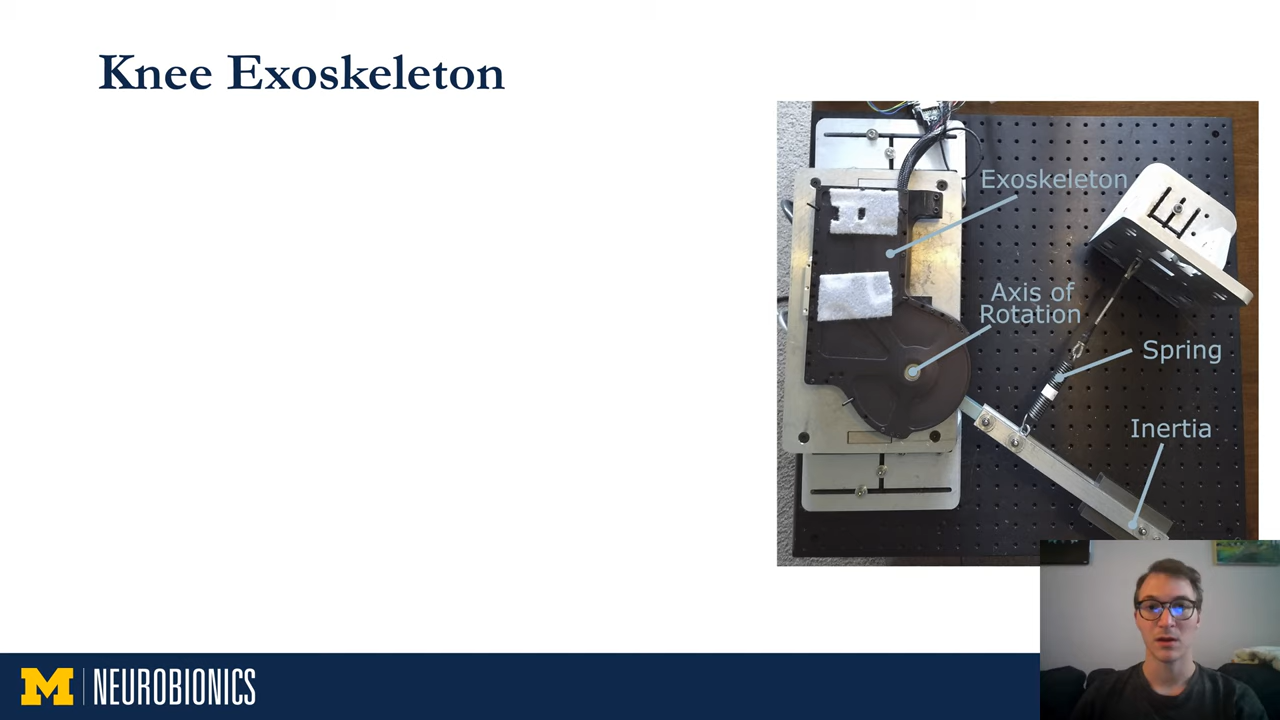 Knee Exoskeleton
Exoskeleton
Axis of
Rotation
Spring
Inertia
M NEUROBIONICS